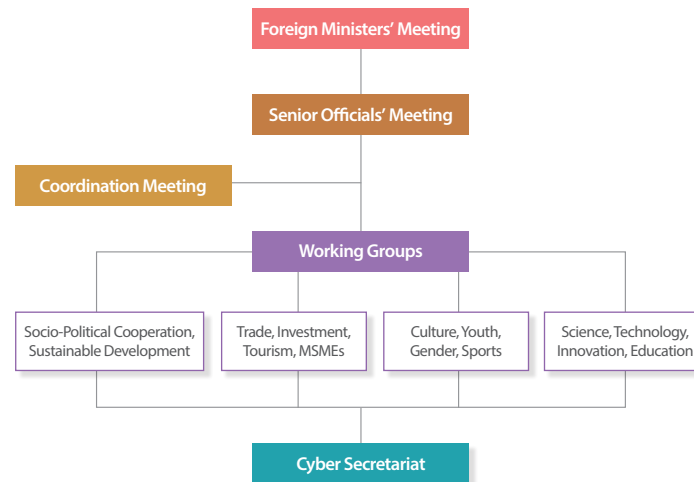 Foreign Ministers’ Meeting
Senior Officials’ Meeting
Coordination Meeting
Working Groups
Socio-Political Cooperation,
Sustainable Development
Trade, Investment,
Tourism, MSMEs
Culture, Youth,
Gender, Sports
Science, Technology,
Innovation, Education
Cyber Secretariat